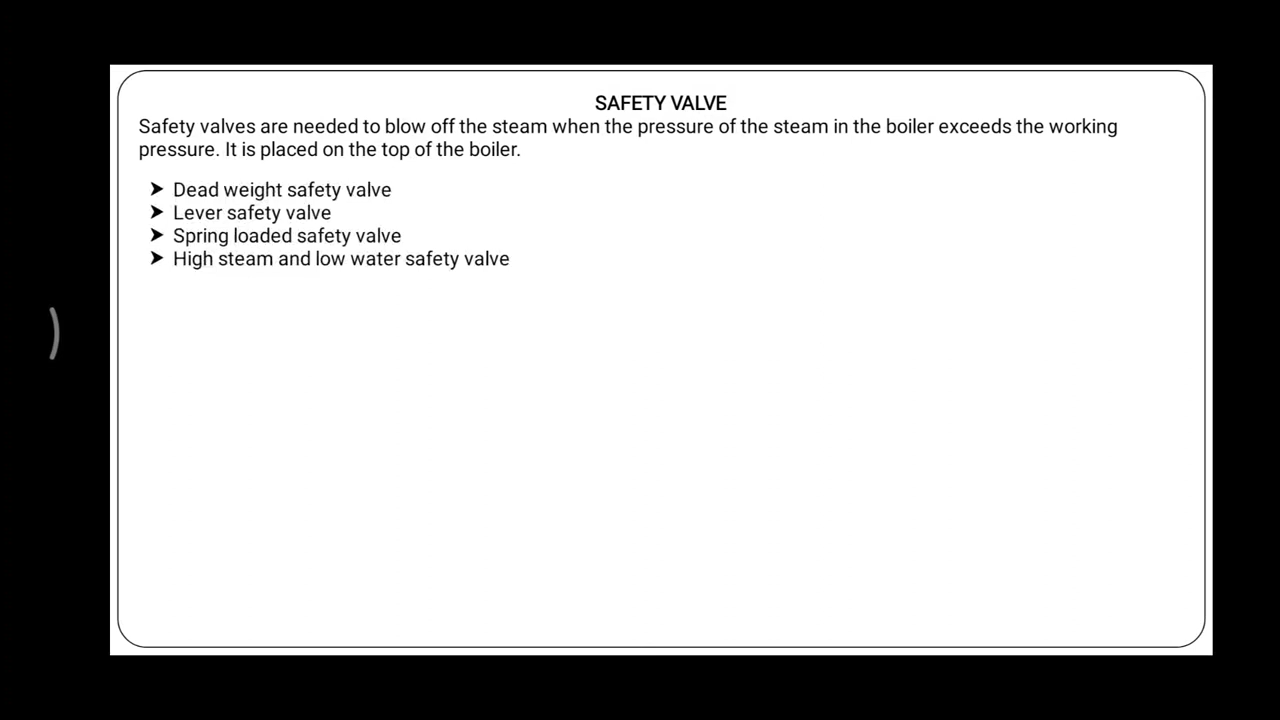 SAFETY VALVE
Safety valves are needed to blow off the steam when the pressure of the steam in the boiler exceeds the working
pressure. It is placed on the top of the boiler.
➤ Dead weight safety valve
➤ Lever safety valve
➤ Spring loaded safety valve
➤ High steam and low water safety valve